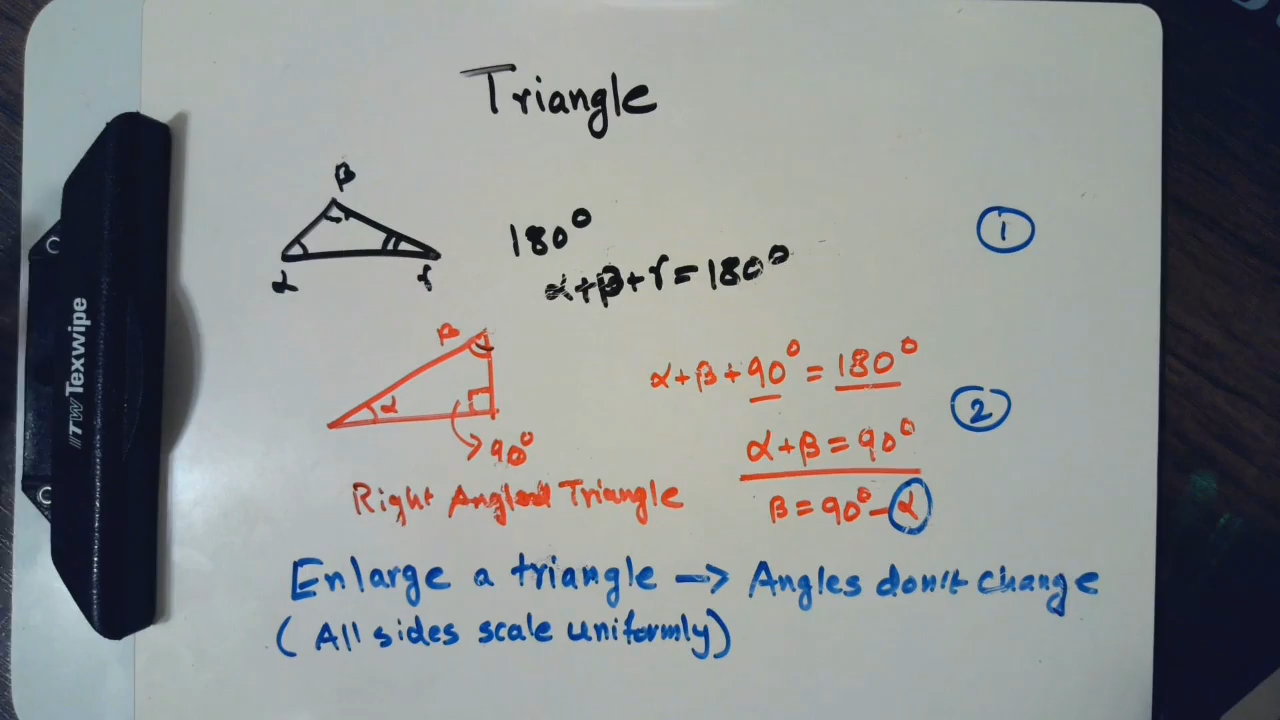 Triangle
β
α
γ
180°
α+β+γ=180°
1
β
α
90°
Right Angled Triangle
α+β+90°=180°
α+β=90°
β=90°-α
2
Enlarge a triangle → Angles don't change
(All sides scale uniformly)
TW Texwipe